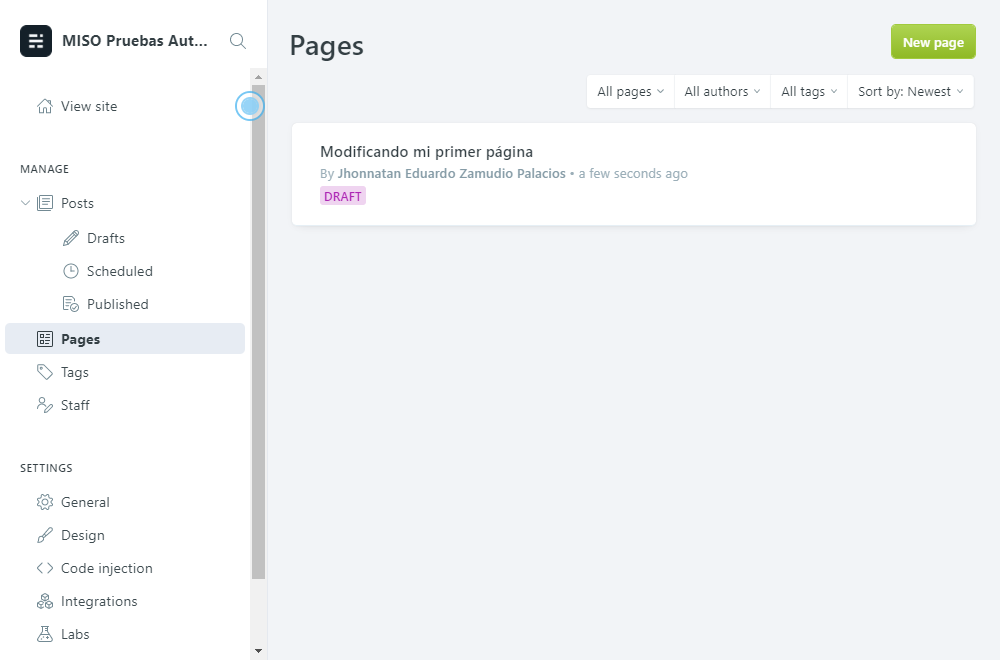 MISO Pruebas Aut...
View site
MANAGE
Posts
Drafts
Scheduled
Published
Pages
Tags
Staff
SETTINGS
General
Design
Code injection
Integrations
Labs
Pages
New page
All pages
All authors
All tags
Sort by: Newest
Modificando mi primer página
By Jhonnatan Eduardo Zamudio Palacios • a few seconds ago
DRAFT